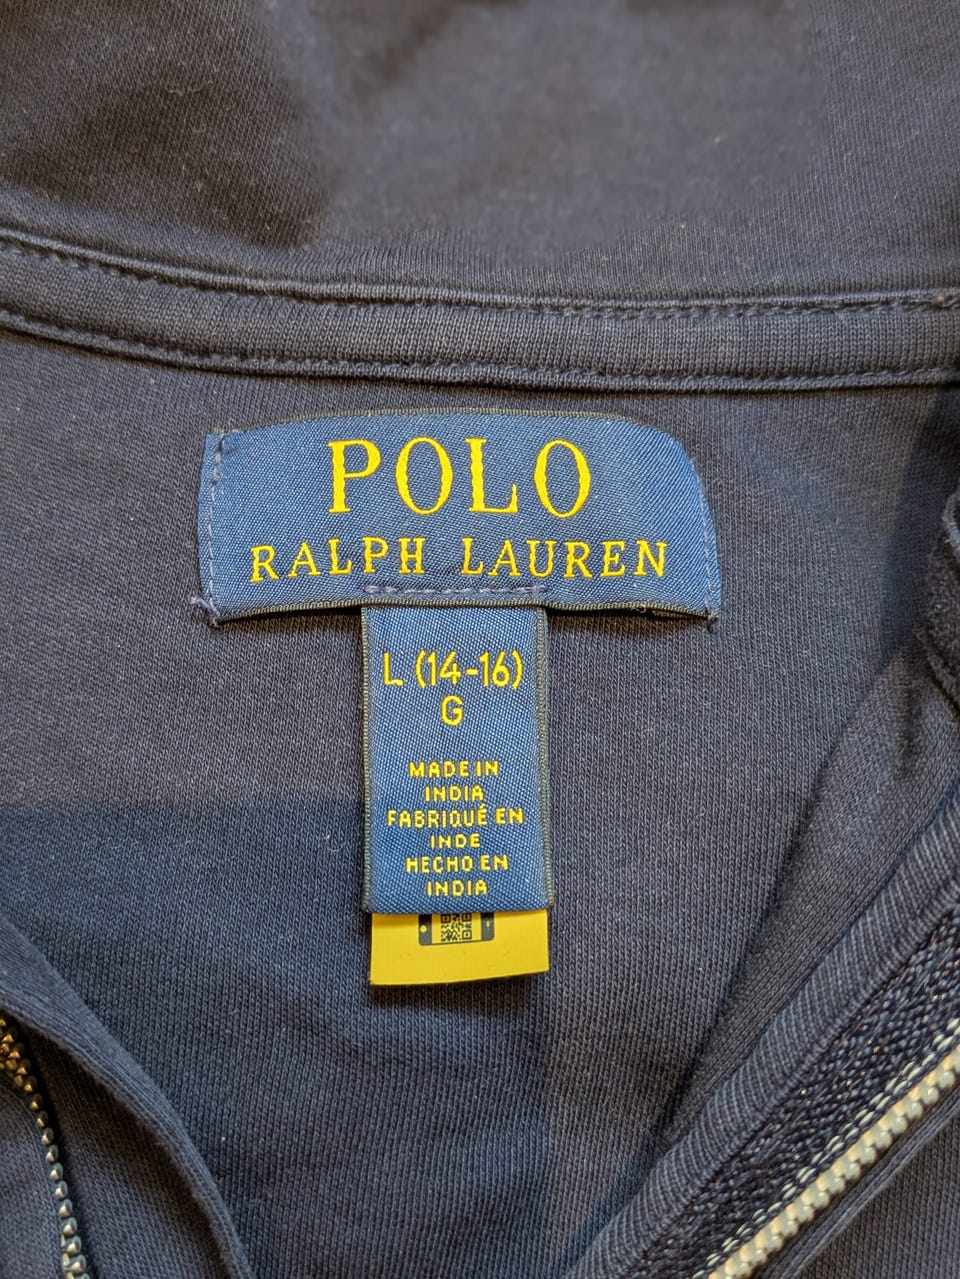 POLO
RALPH LAUREN
L (14-16)
G
MADE IN
INDIA
FABRIQUÉ EN
INDE
HECHO EN
INDIA